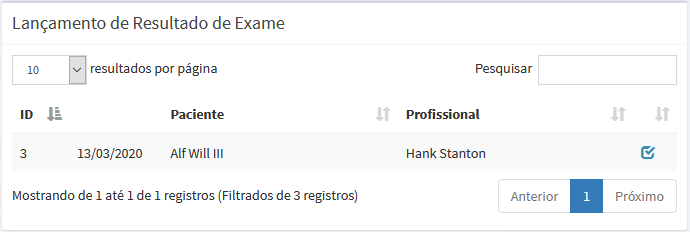 Lançamento de Resultado de Exame
10 resultados por página Pesquisar
ID Paciente Profissional
3 13/03/2020 Alf Will III Hank Stanton
Mostrando de 1 até 1 de 1 registros (Filtrados de 3 registros) Anterior 1 Próximo